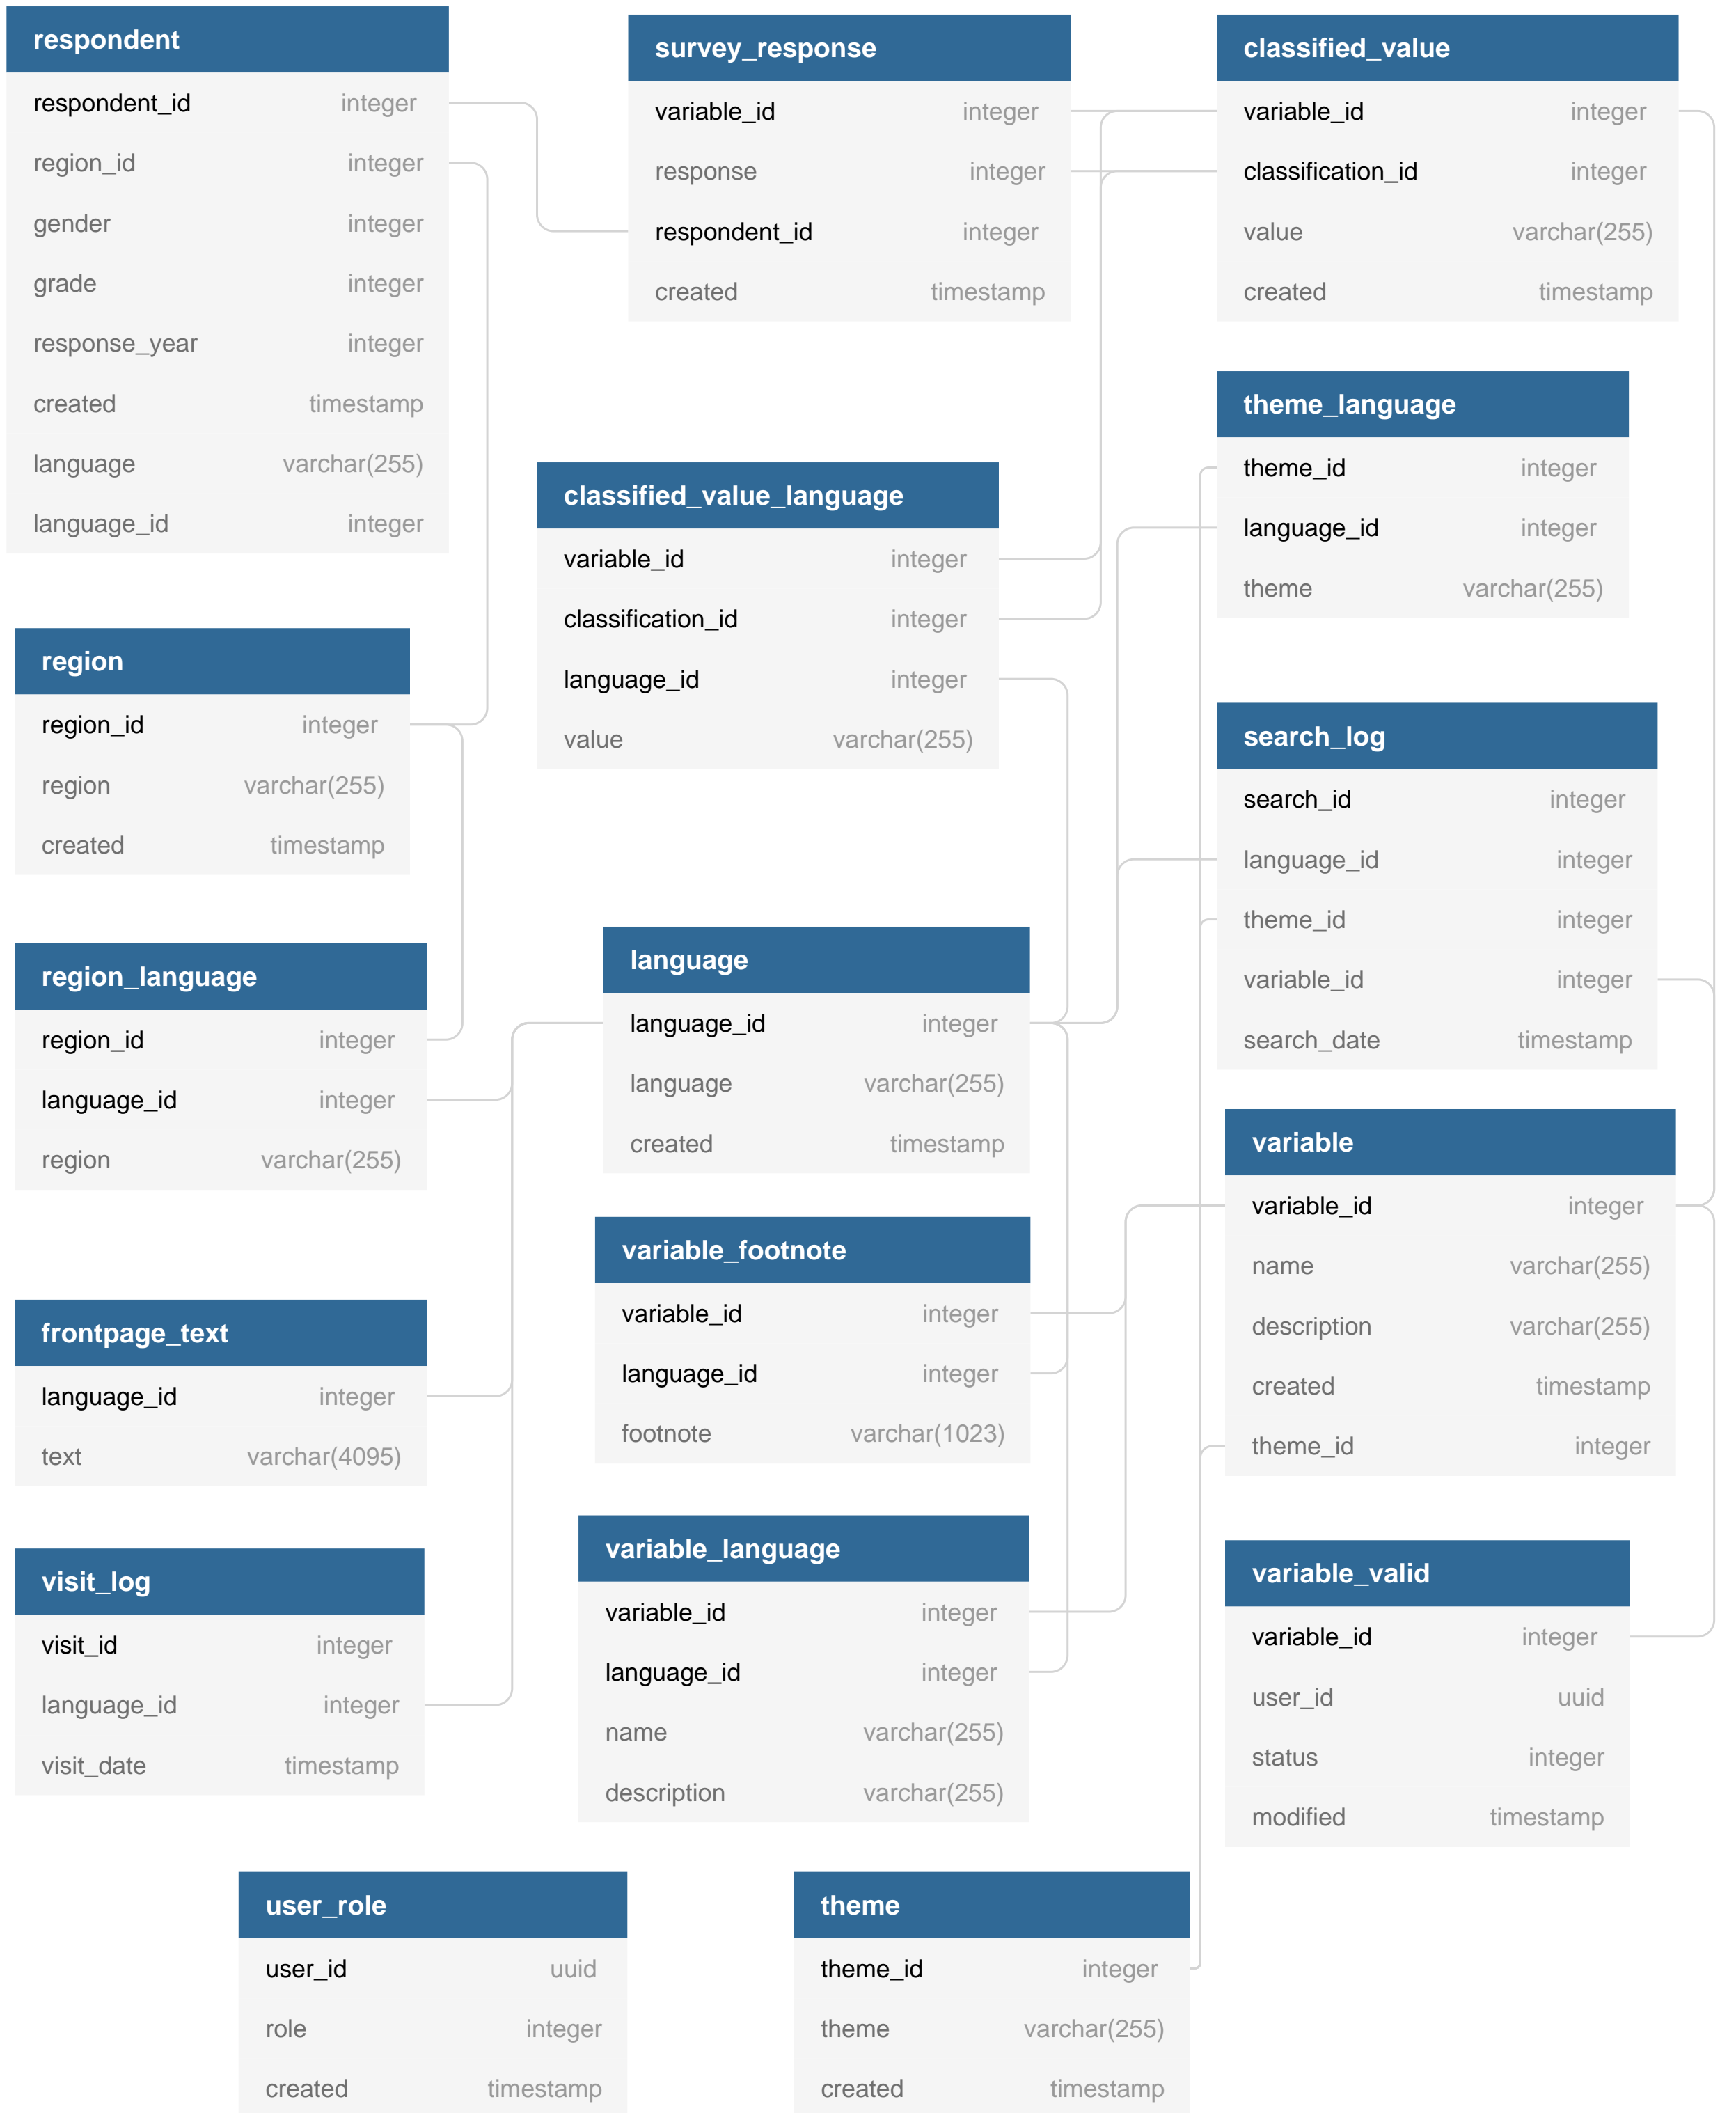 respondent
respondent_id integer
region_id integer
gender integer
grade integer
response_year integer
created timestamp
language varchar(255)
language_id integer
survey_response
variable_id integer
response integer
respondent_id integer
created timestamp
classified_value
variable_id integer
classification_id integer
value varchar(255)
created timestamp
theme_language
theme_id integer
language_id integer
theme varchar(255)
classified_value_language
variable_id integer
classification_id integer
language_id integer
value varchar(255)
region
region_id integer
region varchar(255)
created timestamp
search_log
search_id integer
language_id integer
theme_id integer
variable_id integer
search_date timestamp
region_language
region_id integer
language_id integer
region varchar(255)
language
language_id integer
language varchar(255)
created timestamp
variable
variable_id integer
name varchar(255)
description varchar(255)
created timestamp
theme_id integer
variable_footnote
variable_id integer
language_id integer
footnote varchar(1023)
frontpage_text
language_id integer
text varchar(4095)
variable_language
variable_id integer
language_id integer
name varchar(255)
description varchar(255)
variable_valid
variable_id integer
user_id uuid
status integer
modified timestamp
visit_log
visit_id integer
language_id integer
visit_date timestamp
user_role
user_id uuid
role integer
created timestamp
theme
theme_id integer
theme varchar(255)
created timestamp